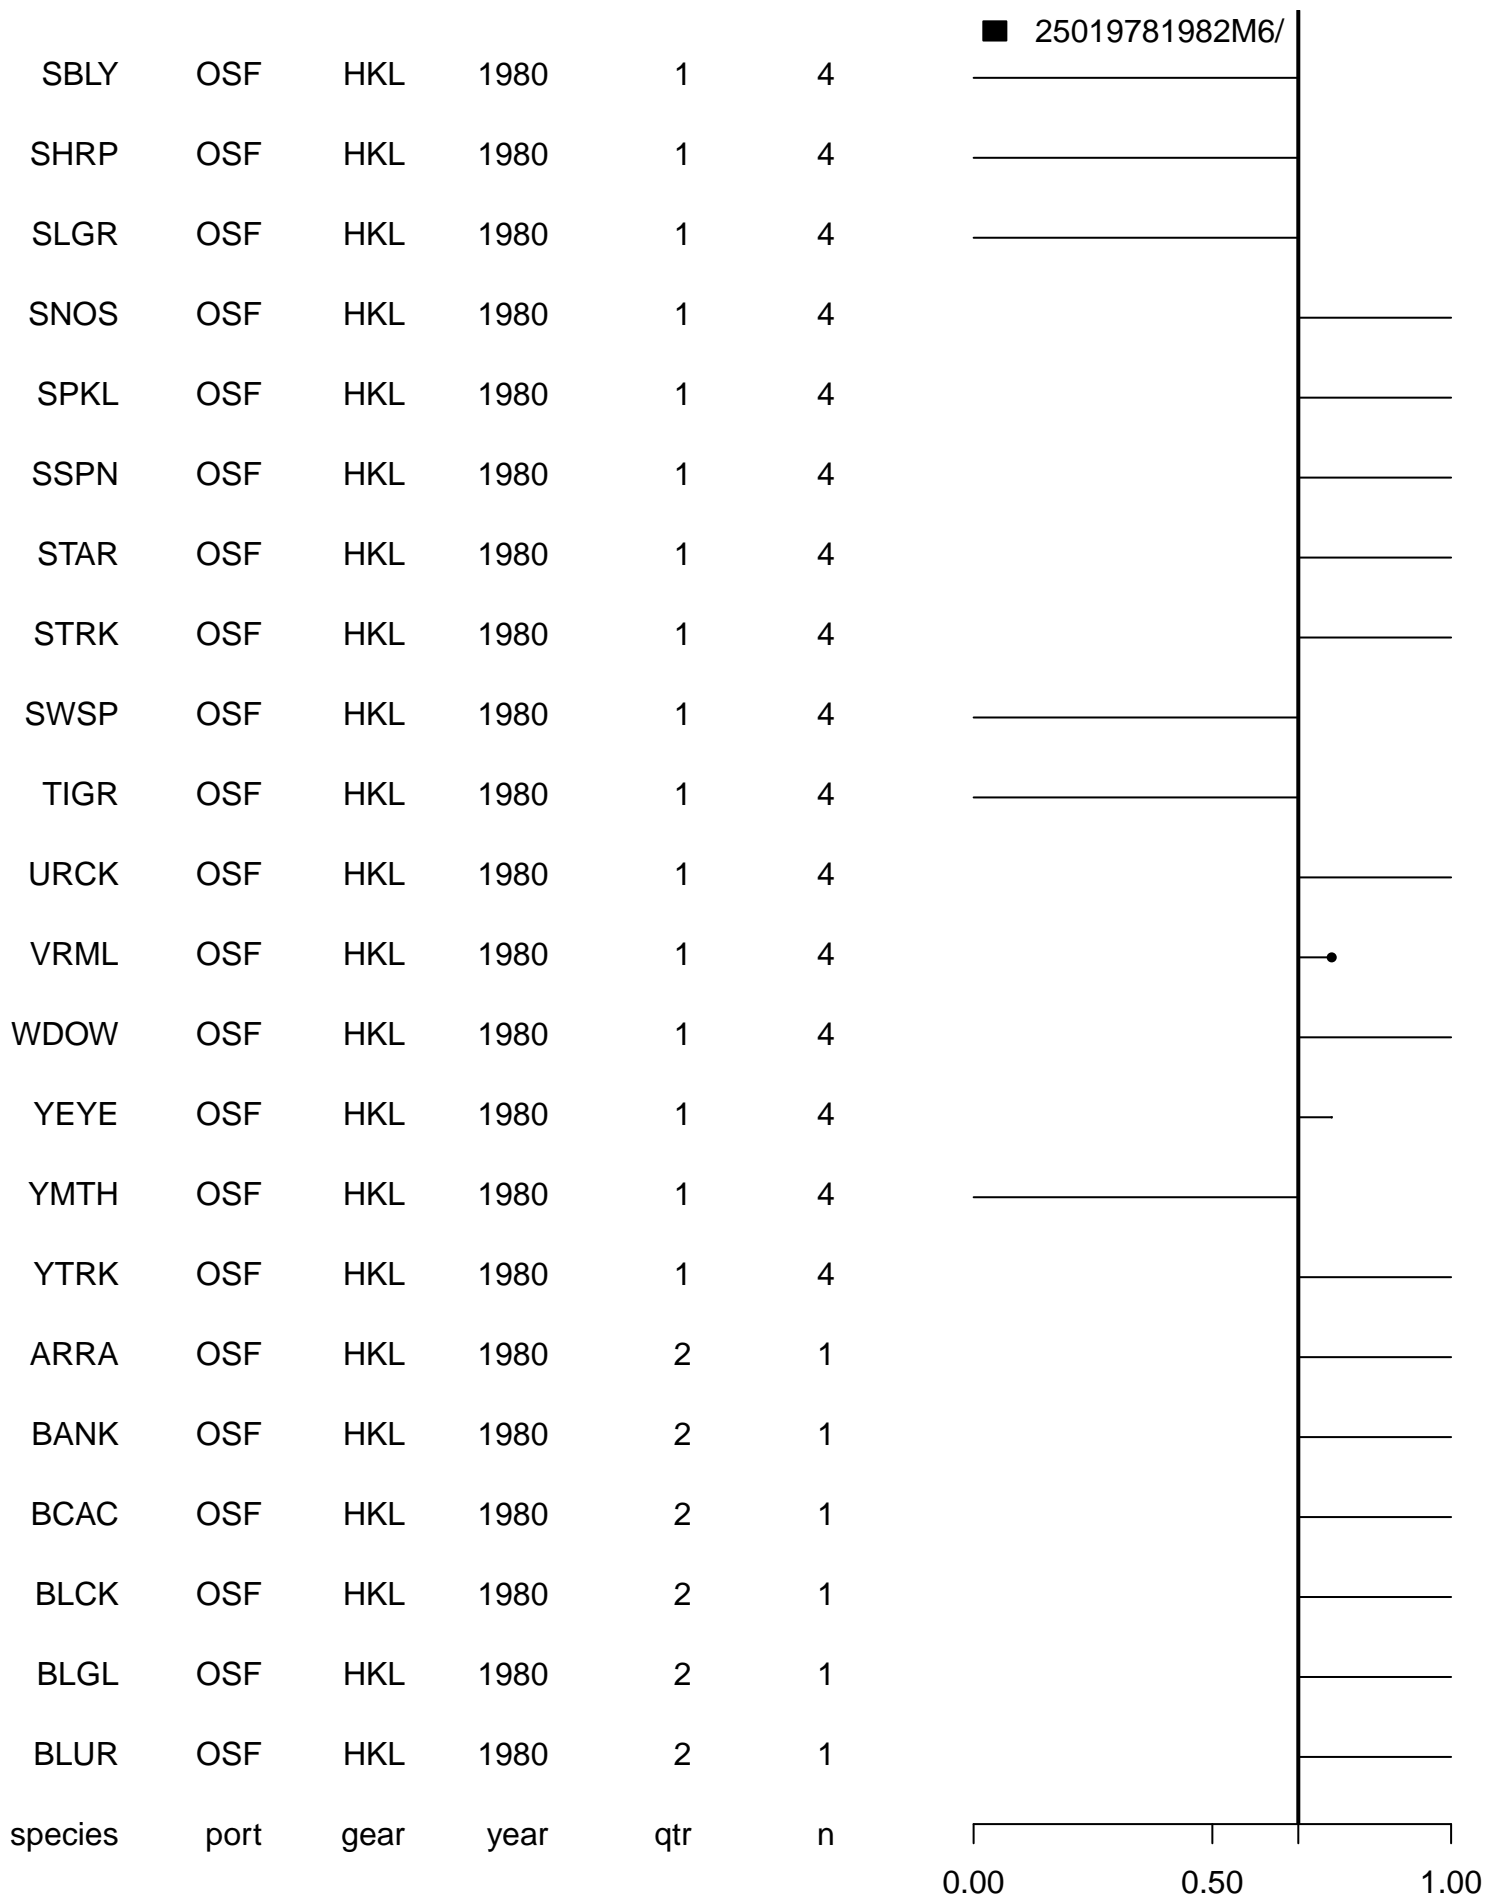 25019781982M6/
SBLY OSF HKL 1980 1 4
SHRP OSF HKL 1980 1 4
SLGR OSF HKL 1980 1 4
SNOS OSF HKL 1980 1 4
SPKL OSF HKL 1980 1 4
SSPN OSF HKL 1980 1 4
STAR OSF HKL 1980 1 4
STRK OSF HKL 1980 1 4
SWSP OSF HKL 1980 1 4
TIGR OSF HKL 1980 1 4
URCK OSF HKL 1980 1 4
VRML OSF HKL 1980 1 4
WDOW OSF HKL 1980 1 4
YEYE OSF HKL 1980 1 4
YMTH OSF HKL 1980 1 4
YTRK OSF HKL 1980 1 4
ARRA OSF HKL 1980 2 1
BANK OSF HKL 1980 2 1
BCAC OSF HKL 1980 2 1
BLCK OSF HKL 1980 2 1
BLGL OSF HKL 1980 2 1
BLUR OSF HKL 1980 2 1
species port gear year qtr n
0.00 0.50 1.00